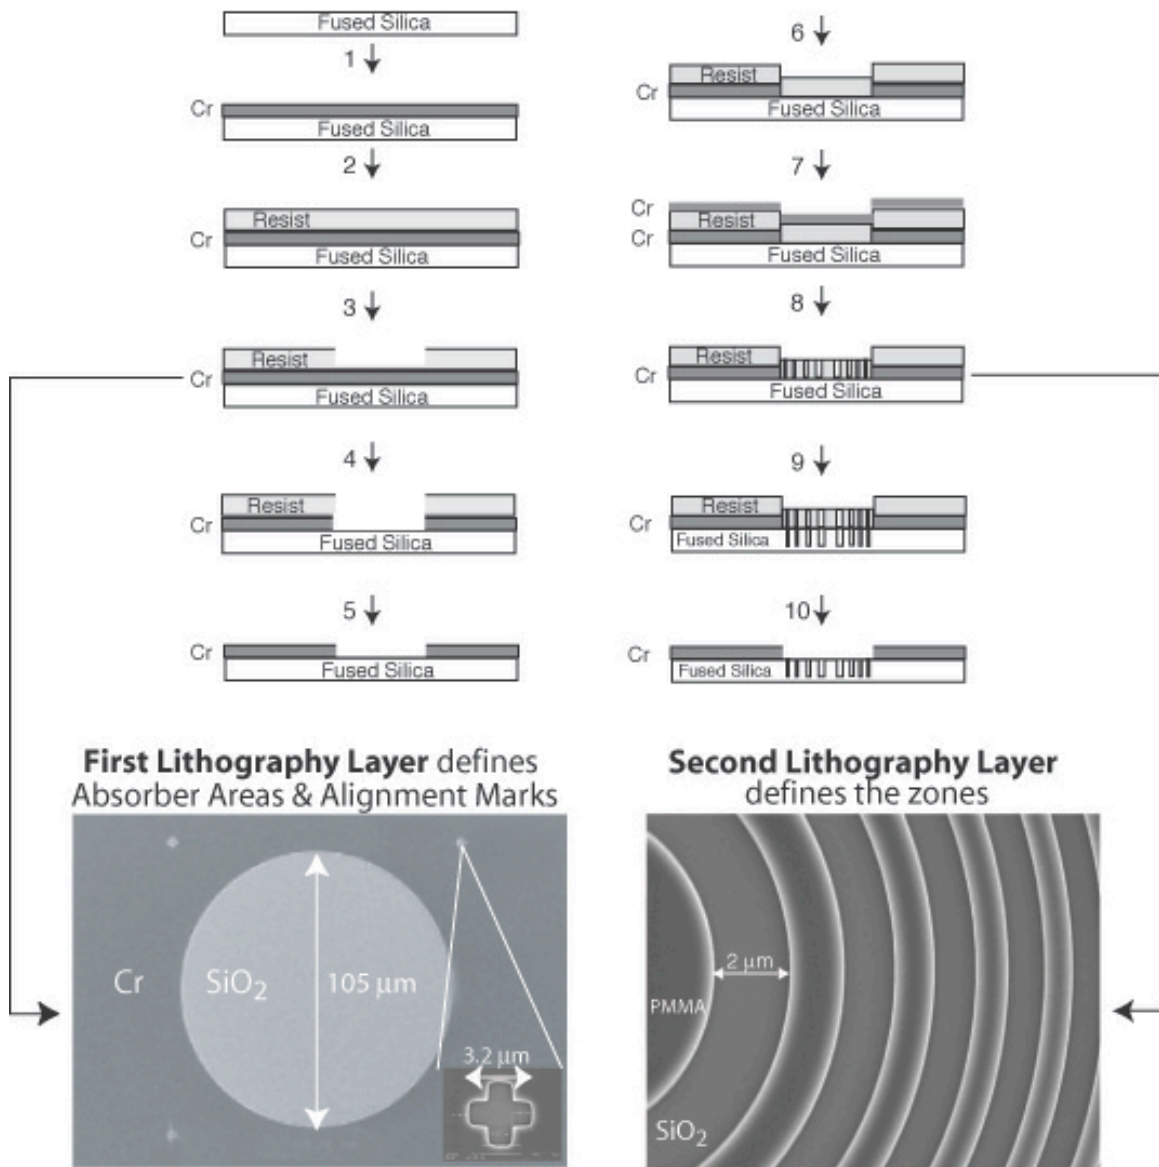 Fused Silica
1
Cr
Fused Silica
2
Resist
Cr
Fused Silica
3
Resist
Cr
Fused Silica
4
Resist
Cr
Fused Silica
5
Cr
Fused Silica
6
Resist
Cr
Fused Silica
7
Cr
Resist
Cr
Fused Silica
8
Resist
Cr
Fused Silica
9
Resist
Cr
Fused Silica
10
Cr
Fused Silica
First Lithography Layer defines
Absorber Areas & Alignment Marks
Cr
SiO₂
105 μm
3.2 μm
Second Lithography Layer
defines the zones
2 μm
PMMA
SiO₂